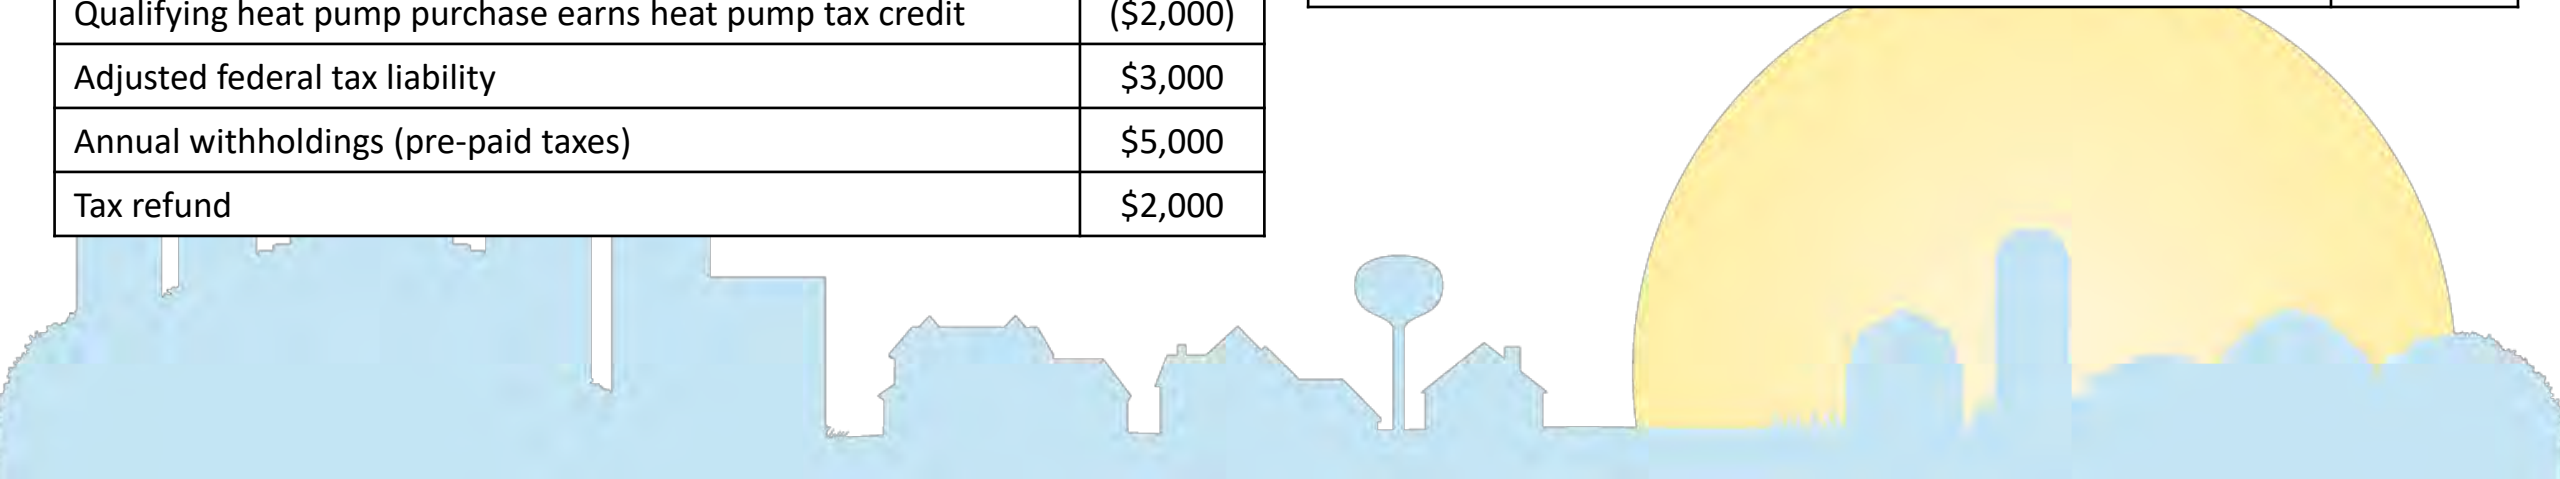 Qualifying heat pump purchase earns heat pump tax credit ($2,000)
Adjusted federal tax liability $3,000
Annual withholdings (pre-paid taxes) $5,000
Tax refund $2,000